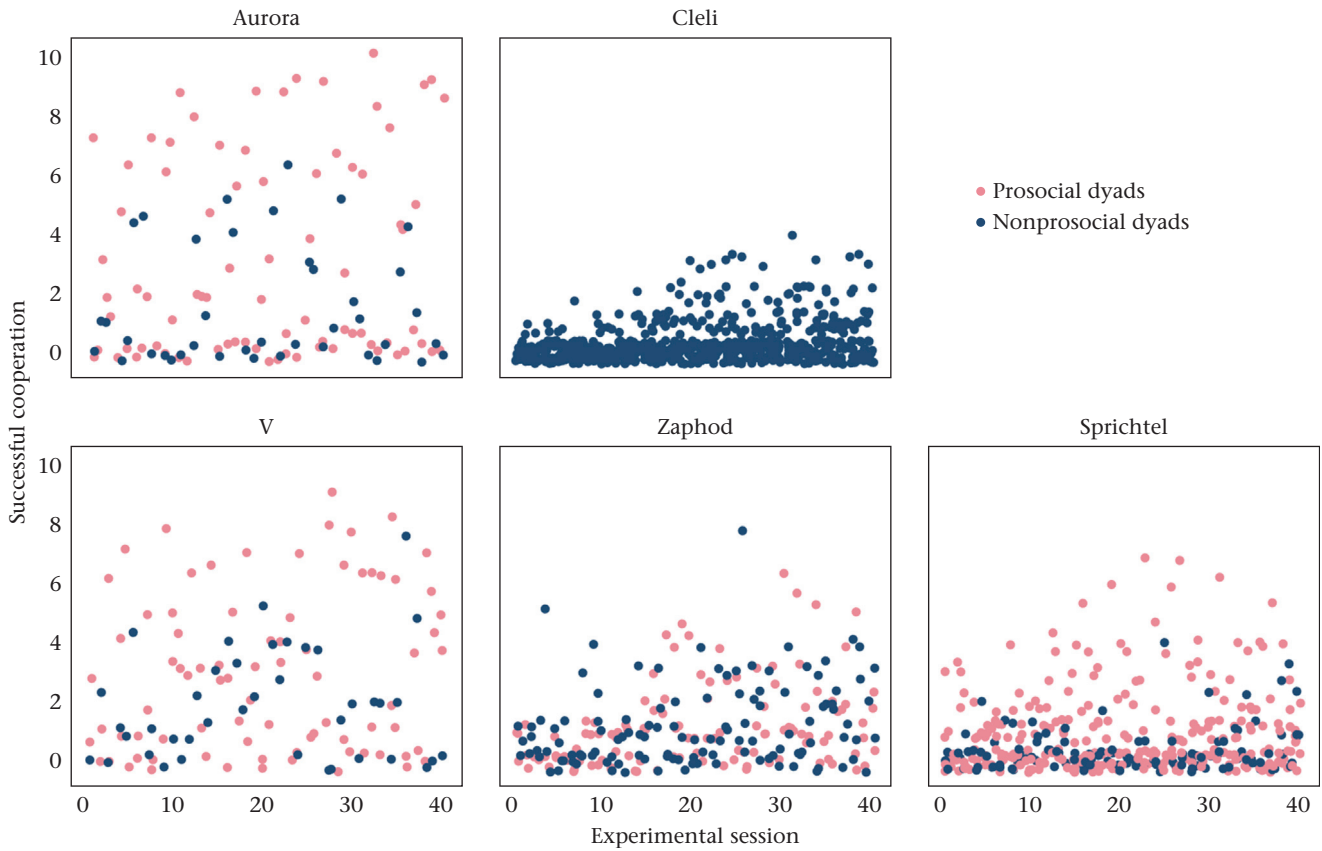 Aurora
Cleli
10
8
6
4
2
0
Prosocial dyads
Nonprosocial dyads
Successful cooperation
V
Zaphod
Sprichtel
10
8
6
4
2
0
0 10 20 30 40
0 10 20 30 40
0 10 20 30 40
Experimental session